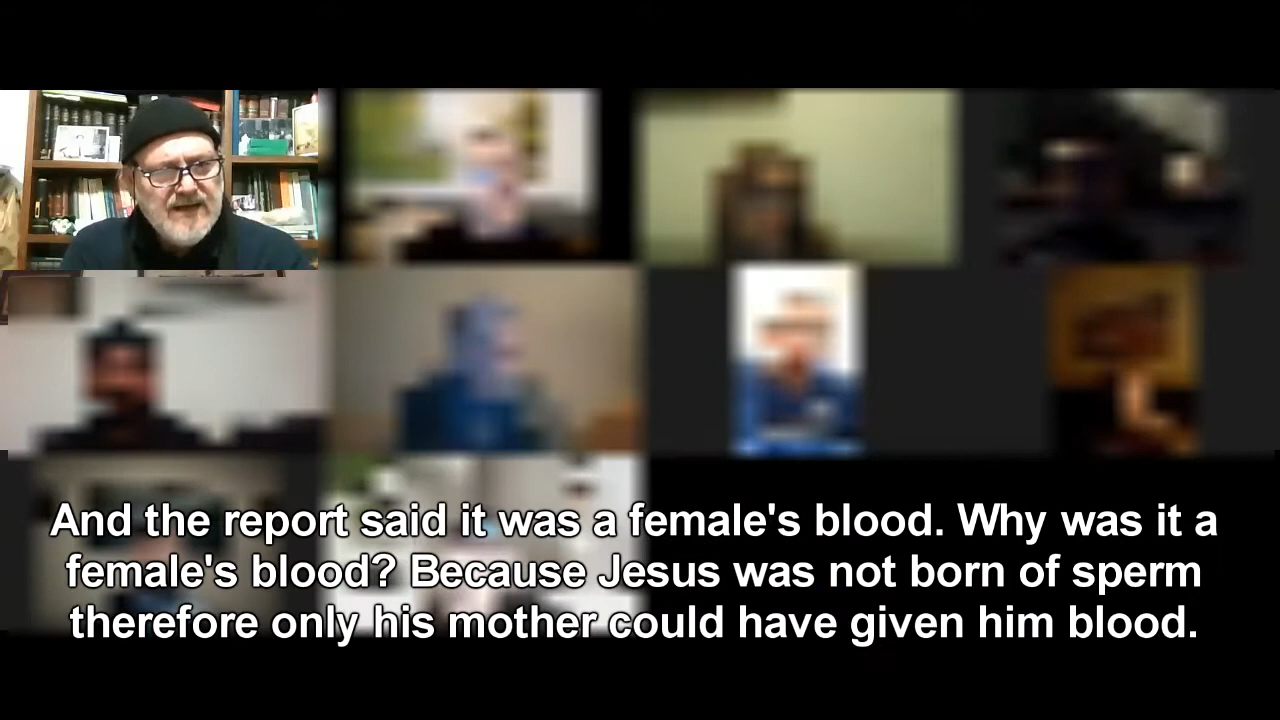 And the report said it was a female's blood. Why was it a
female's blood? Because Jesus was not born of sperm
therefore only his mother could have given him blood.